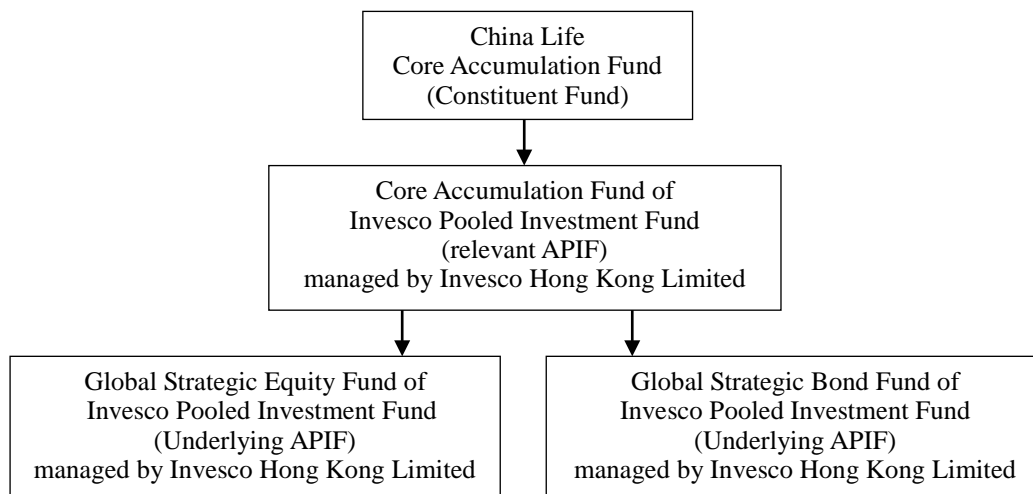 China Life
Core Accumulation Fund
(Constituent Fund)
Core Accumulation Fund of
Invesco Pooled Investment Fund
(relevant APIF)
managed by Invesco Hong Kong Limited
Global Strategic Equity Fund of
Invesco Pooled Investment Fund
(Underlying APIF)
managed by Invesco Hong Kong Limited
Global Strategic Bond Fund of
Invesco Pooled Investment Fund
(Underlying APIF)
managed by Invesco Hong Kong Limited